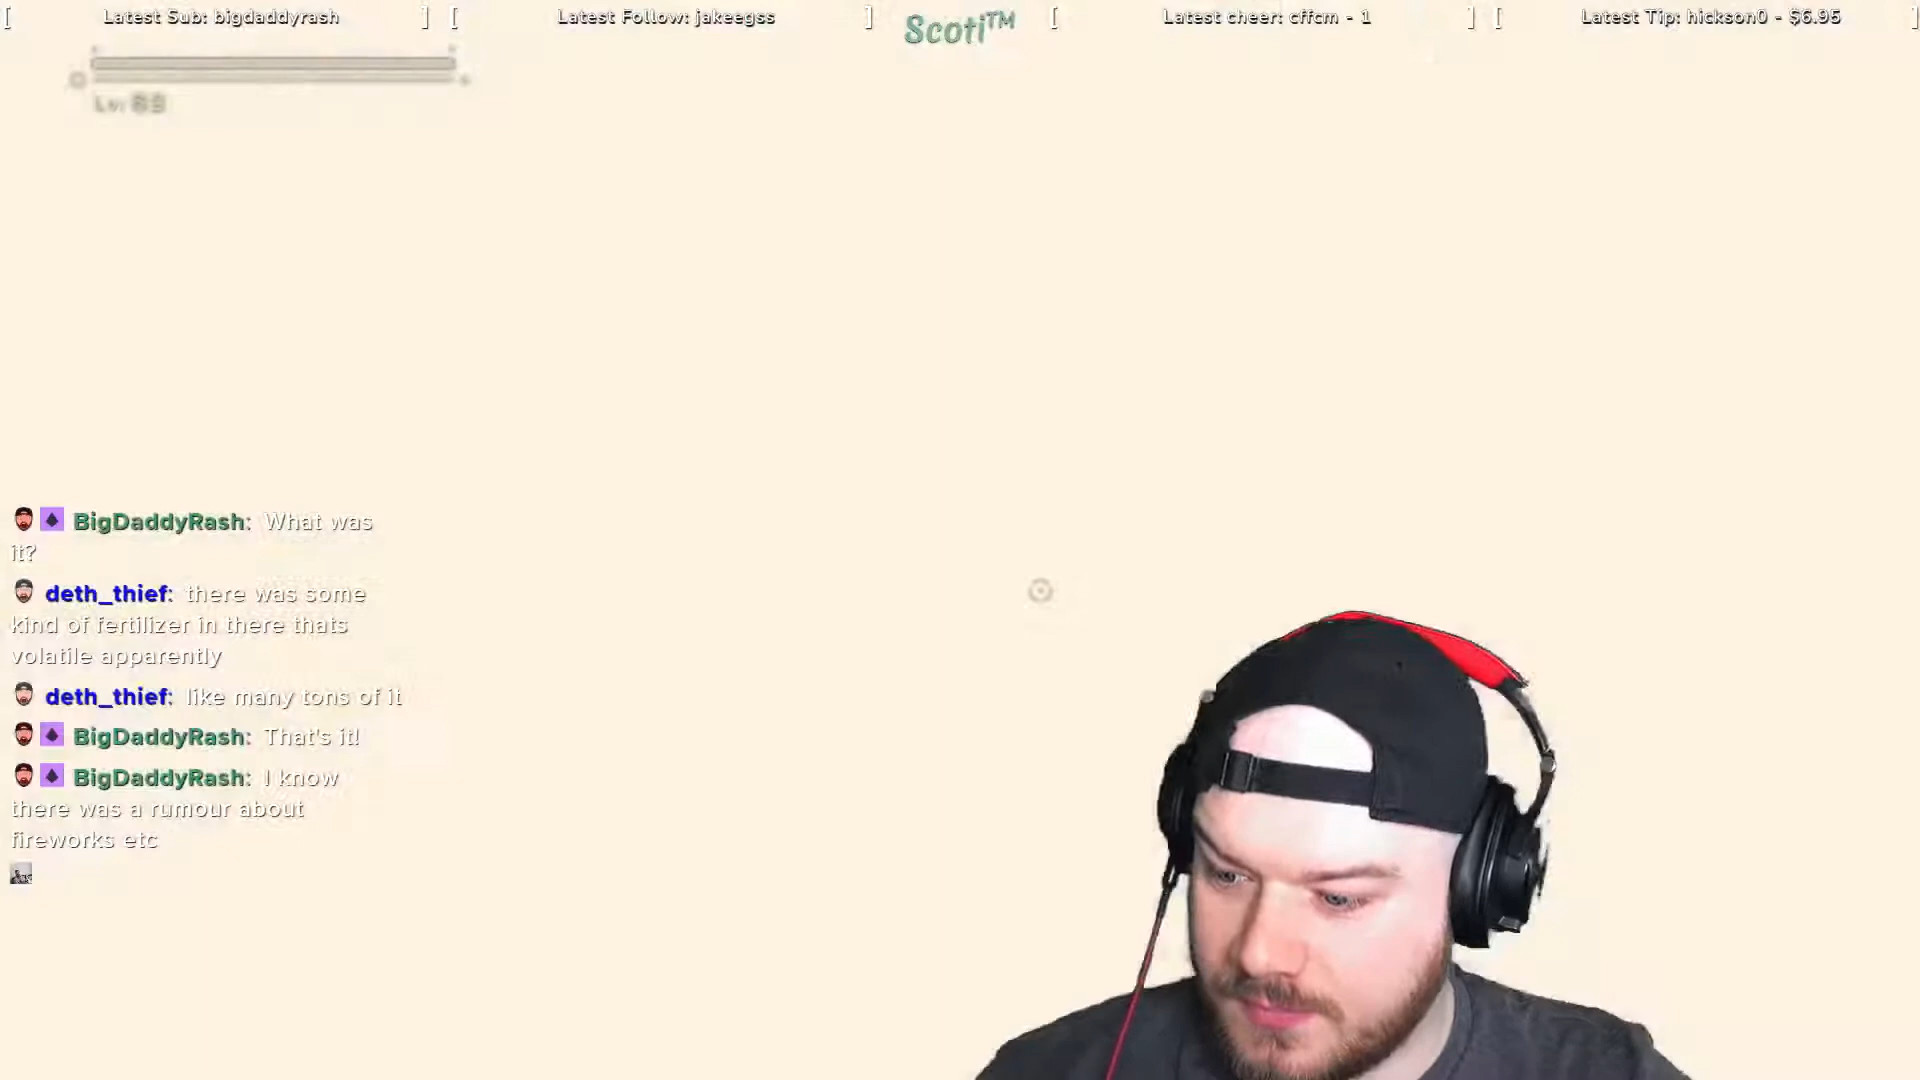 [ Latest Sub: bigdaddyrash ] [ Latest Follow: jakeegss ] Scoti™ [ Latest cheer: cffcm - 1 ] [ Latest Tip: hickson0 - $6.95 ]
Lv: 89
BigDaddyRash: What was
it?
deth_thief: there was some
kind of fertilizer in there thats
volatile apparently
deth_thief: like many tons of it
BigDaddyRash: That's it!
BigDaddyRash: I know
there was a rumour about
fireworks etc